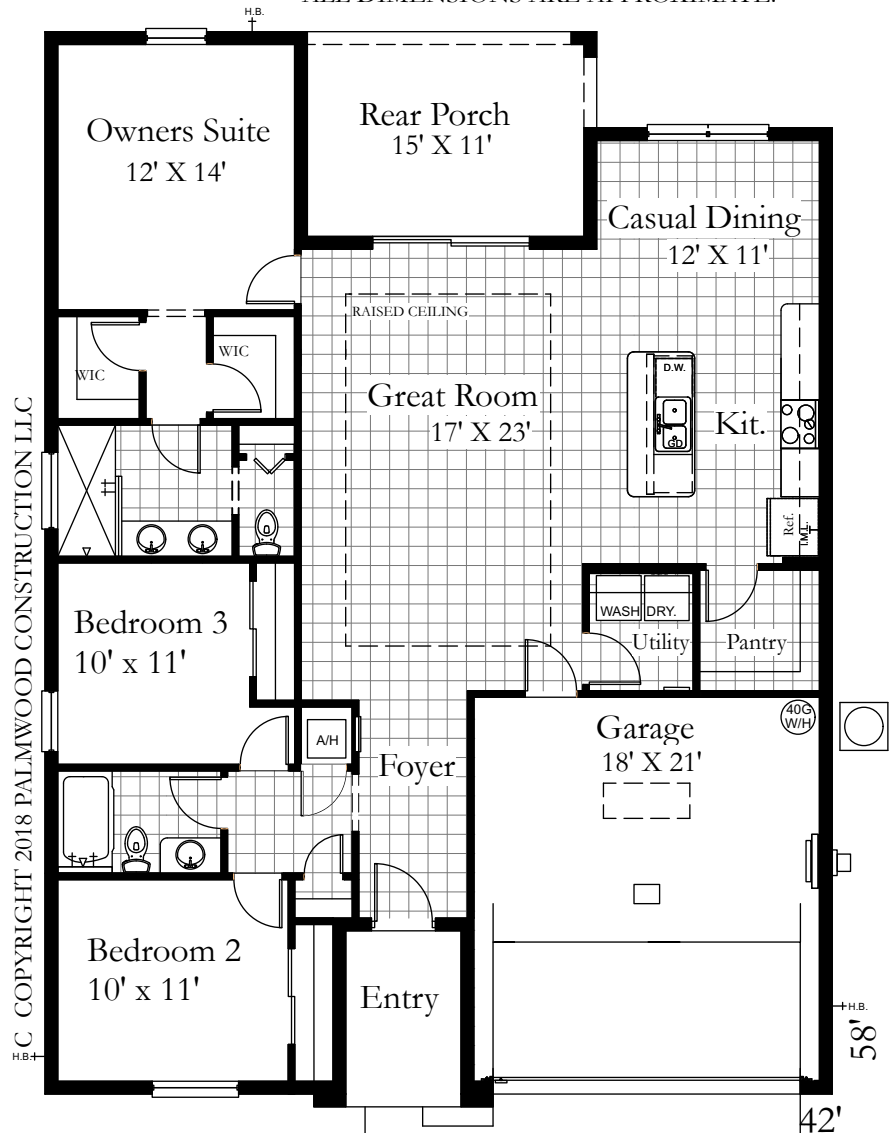 ALL DIMENSIONS ARE APPROXIMATE.
H.B.
Owners Suite
12' X 14'
Rear Porch
15' X 11'
Casual Dining
12' X 11'
RAISED CEILING
WIC
WIC
Great Room
17' X 23'
D.W.
GD
Kit.
Ref.
I.M.L.
Bedroom 3
10' x 11'
WASH
DRY.
Utility
Pantry
A/H
Foyer
Garage
18' X 21'
40G
W/H
Bedroom 2
10' x 11'
Entry
H.B.
H.B.
58'
42'
C COPYRIGHT 2018 PALMWOOD CONSTRUCTION LLC